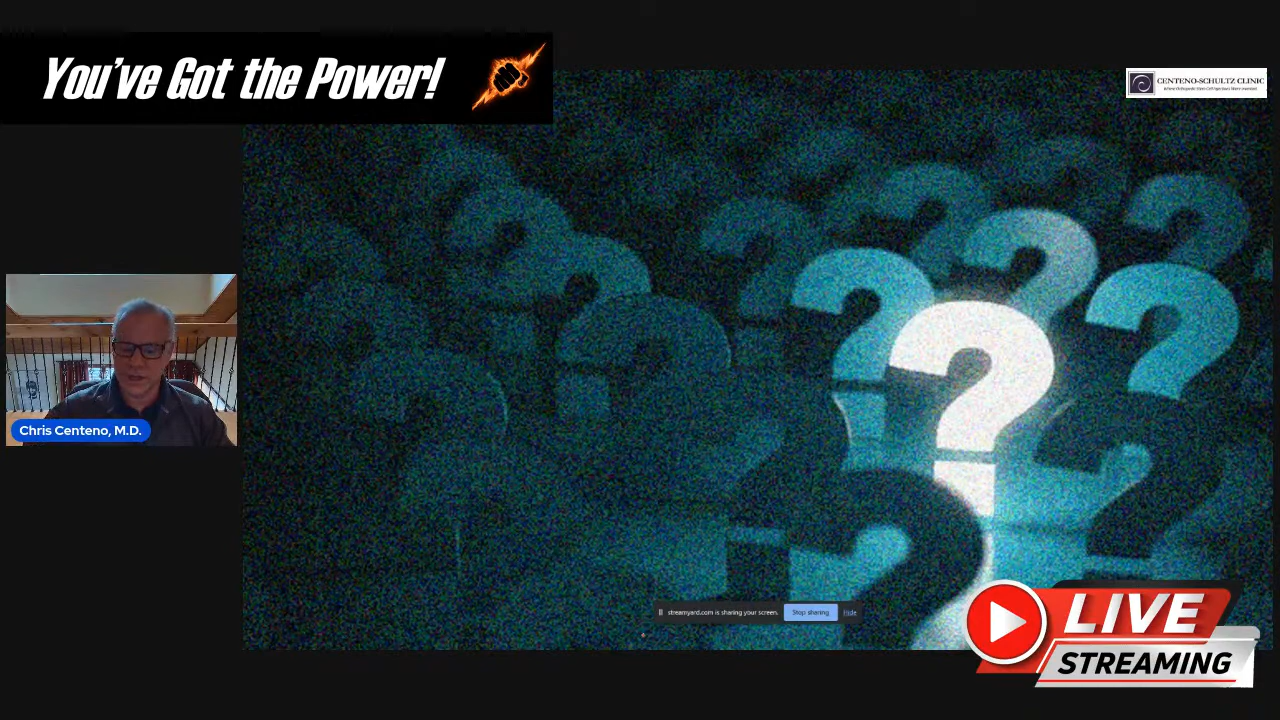 You've Got the Power!
CENTENO-SCHULTZ CLINIC
Chris Centeno, M.D.
streamyard.com is sharing your screen.
Stop sharing
Hide
LIVE
STREAMING